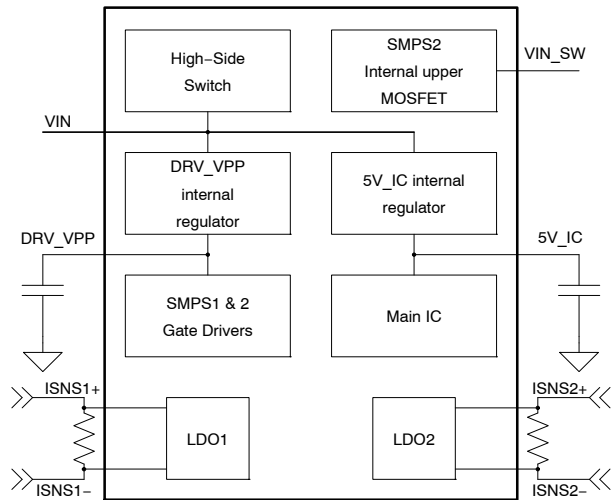 High−Side
Switch
SMPS2
Internal upper
MOSFET
VIN_SW
VIN
DRV_VPP
internal
regulator
5V_IC internal
regulator
DRV_VPP
5V_IC
SMPS1 & 2
Gate Drivers
Main IC
ISNS1+
ISNS2+
LDO1
LDO2
ISNS1−
ISNS2−